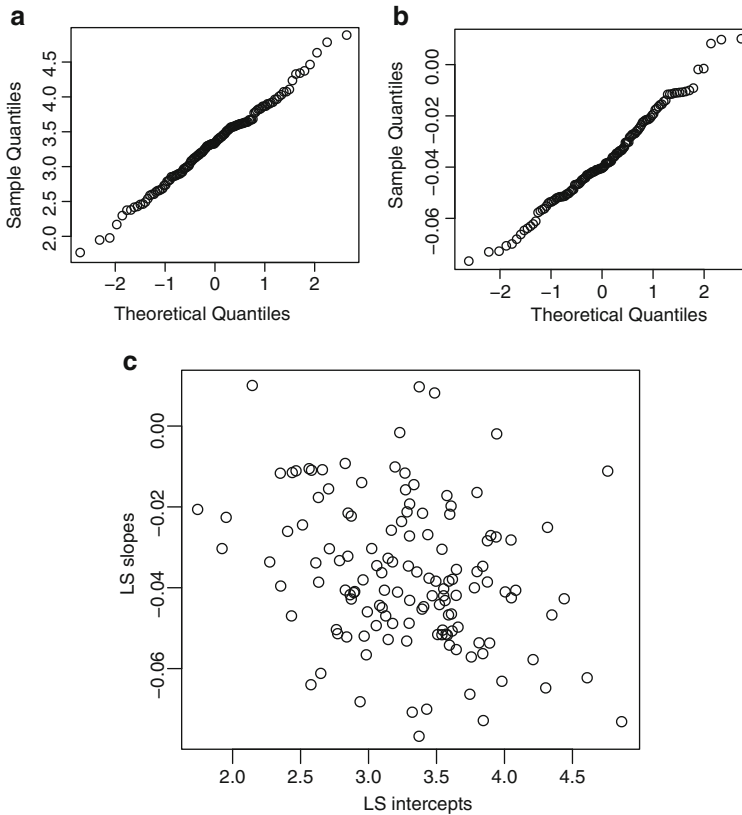 a
Sample Quantiles
4.5
4.0
3.5
3.0
2.5
2.0
−2 −1 0 1 2
Theoretical Quantiles
b
Sample Quantiles
0.00
−0.02
−0.04
−0.06
−2 −1 0 1 2
Theoretical Quantiles
c
LS slopes
0.00
−0.02
−0.04
−0.06
2.0 2.5 3.0 3.5 4.0 4.5
LS intercepts